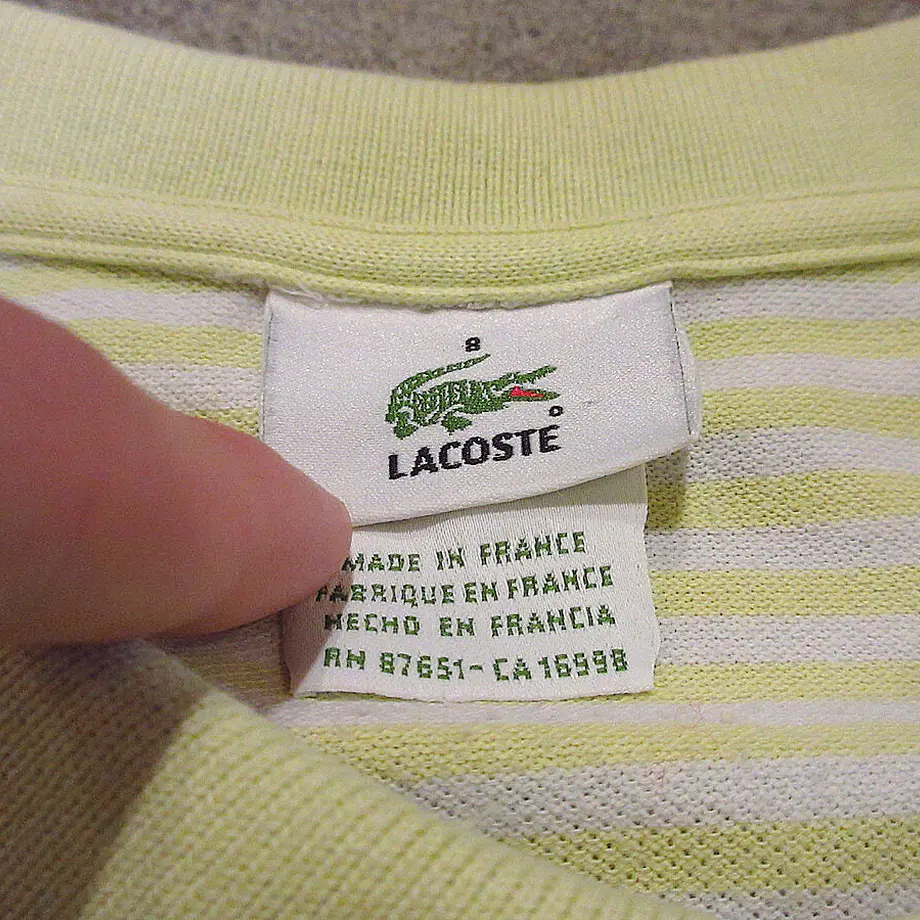 8
LACOSTE
MADE IN FRANCE
FABRIQUE EN FRANCE
HECHO EN FRANCIA
RN 87651-CA 16998